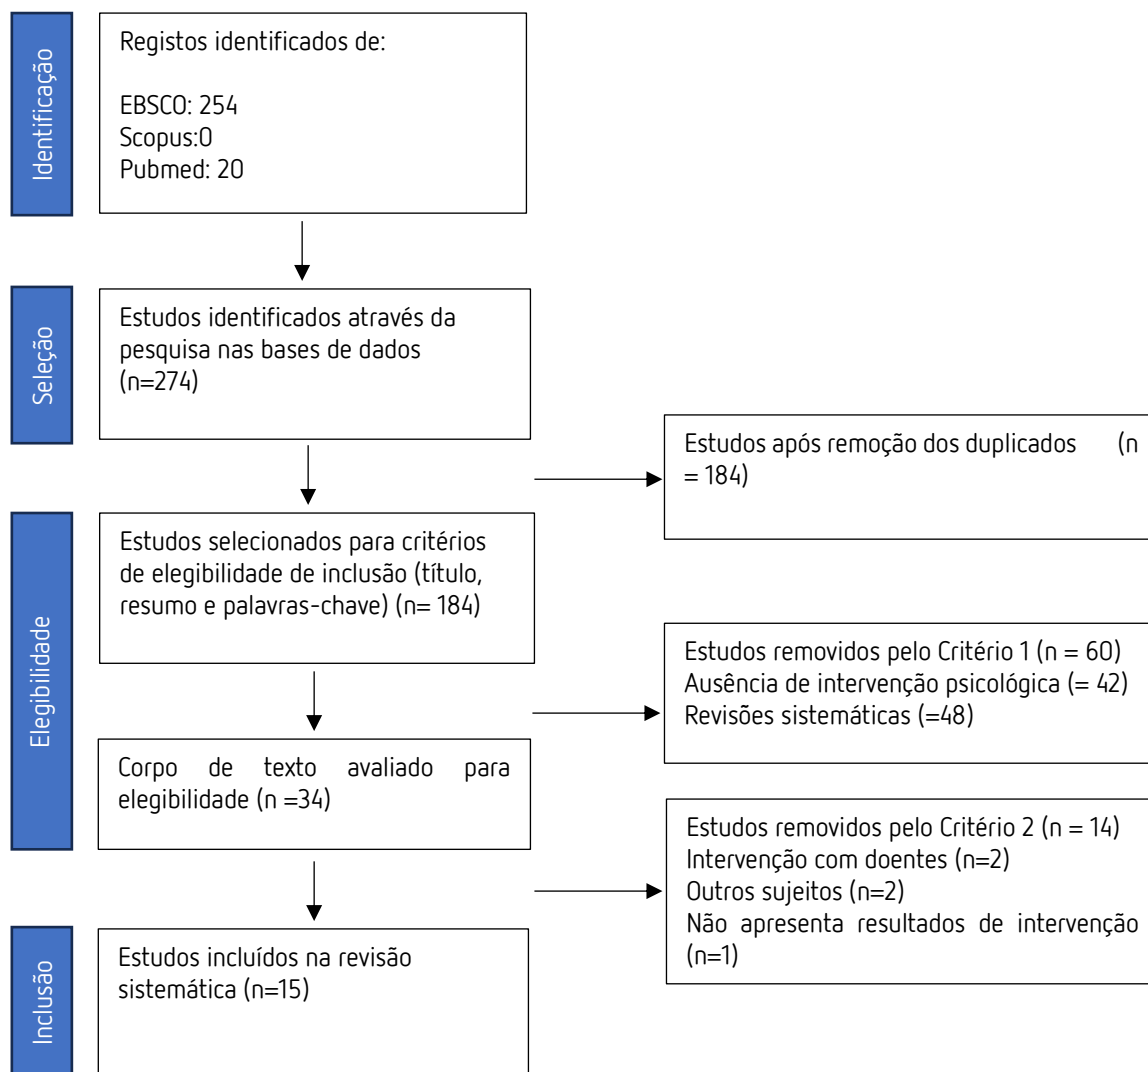 Identificação
Registos identificados de:
EBSCO: 254
Scopus:0
Pubmed: 20
Seleção
Estudos identificados através da
pesquisa nas bases de dados
(n=274)
Estudos após remoção dos duplicados (n
= 184)
Elegibilidade
Estudos selecionados para critérios
de elegibilidade de inclusão (título,
resumo e palavras-chave) (n= 184)
Estudos removidos pelo Critério 1 (n = 60)
Ausência de intervenção psicológica (= 42)
Revisões sistemáticas (=48)
Corpo de texto avaliado para
elegibilidade (n =34)
Estudos removidos pelo Critério 2 (n = 14)
Intervenção com doentes (n=2)
Outros sujeitos (n=2)
Não apresenta resultados de intervenção
(n=1)
Inclusão
Estudos incluídos na revisão
sistemática (n=15)